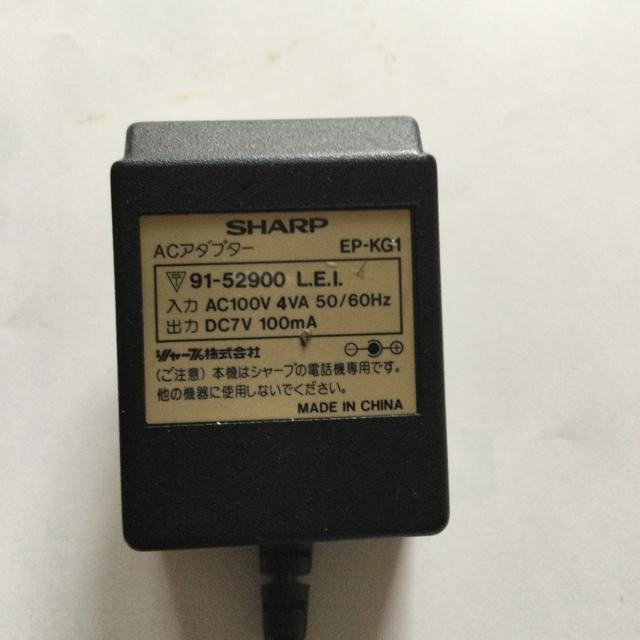 SHARP
ACアダプター EP-KG1
91-52900 L.E.I.
入力 AC100V 4VA 50/60Hz
出力 DC7V 100mA
シャープ株式会社
(ご注意)本機はシャープの電話機専用です。
他の機器に使用しないでください。
MADE IN CHINA